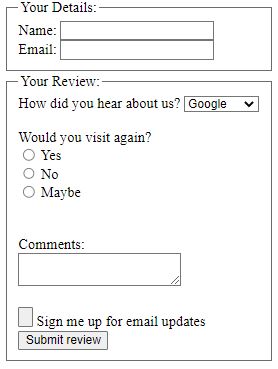 Your Details:
Name:
Email:
Your Review:
How did you hear about us? Google
Would you visit again?
Yes
No
Maybe
Comments:
Sign me up for email updates
Submit review